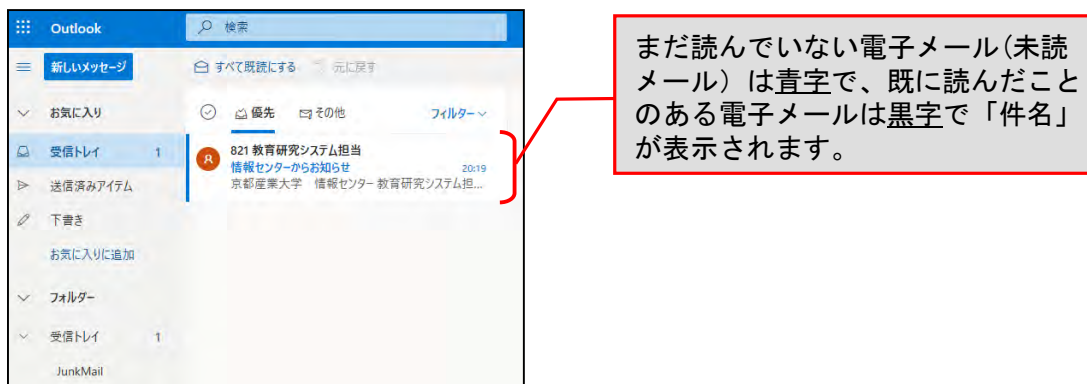 Outlook
検索
新しいメッセージ
すべて既読にする 元に戻す
お気に入り
優先 その他 フィルター
受信トレイ 1
821 教育研究システム担当
R
情報センターからお知らせ 20:19
京都産業大学 情報センター 教育研究システム担...
送信済みアイテム
下書き
お気に入りに追加
フォルダー
受信トレイ 1
JunkMail
まだ読んでいない電子メール(未読
メール)は青字で、既に読んだこと
のある電子メールは黒字で「件名」
が表示されます。